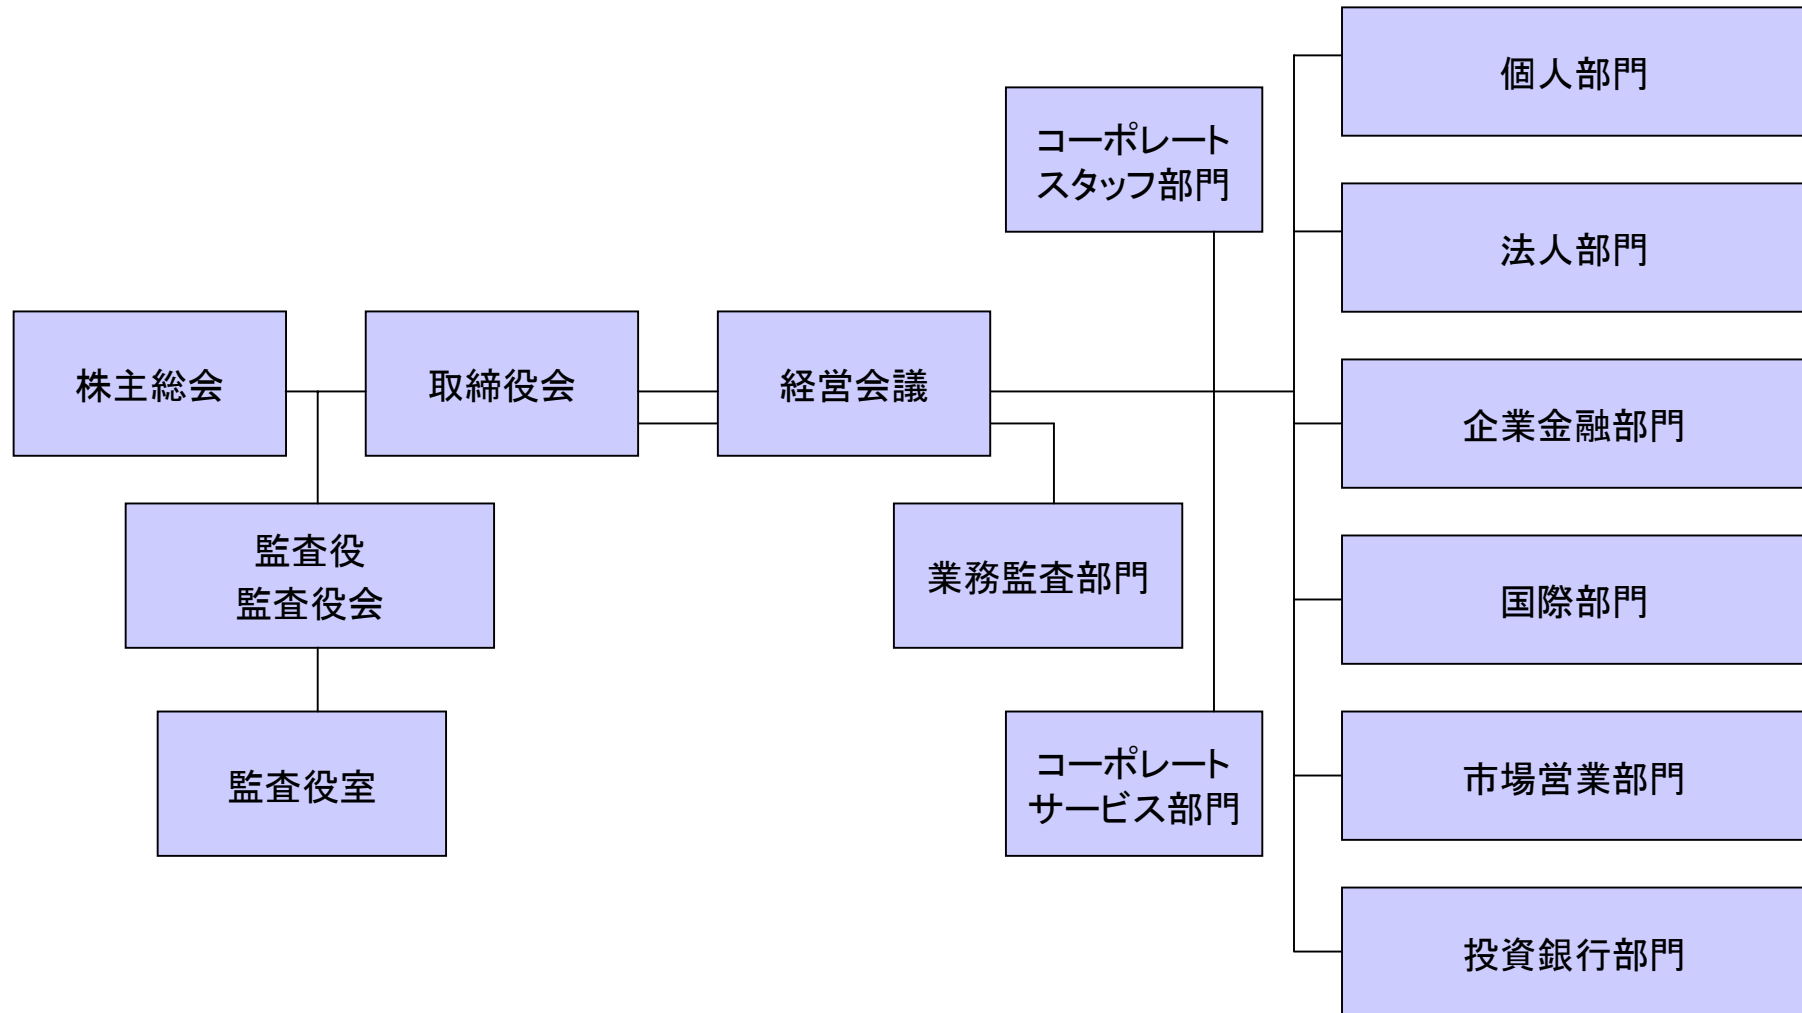 株主総会
取締役会
経営会議
監査役
監査役会
監査役室
業務監査部門
コーポレート
スタッフ部門
コーポレート
サービス部門
個人部門
法人部門
企業金融部門
国際部門
市場営業部門
投資銀行部門